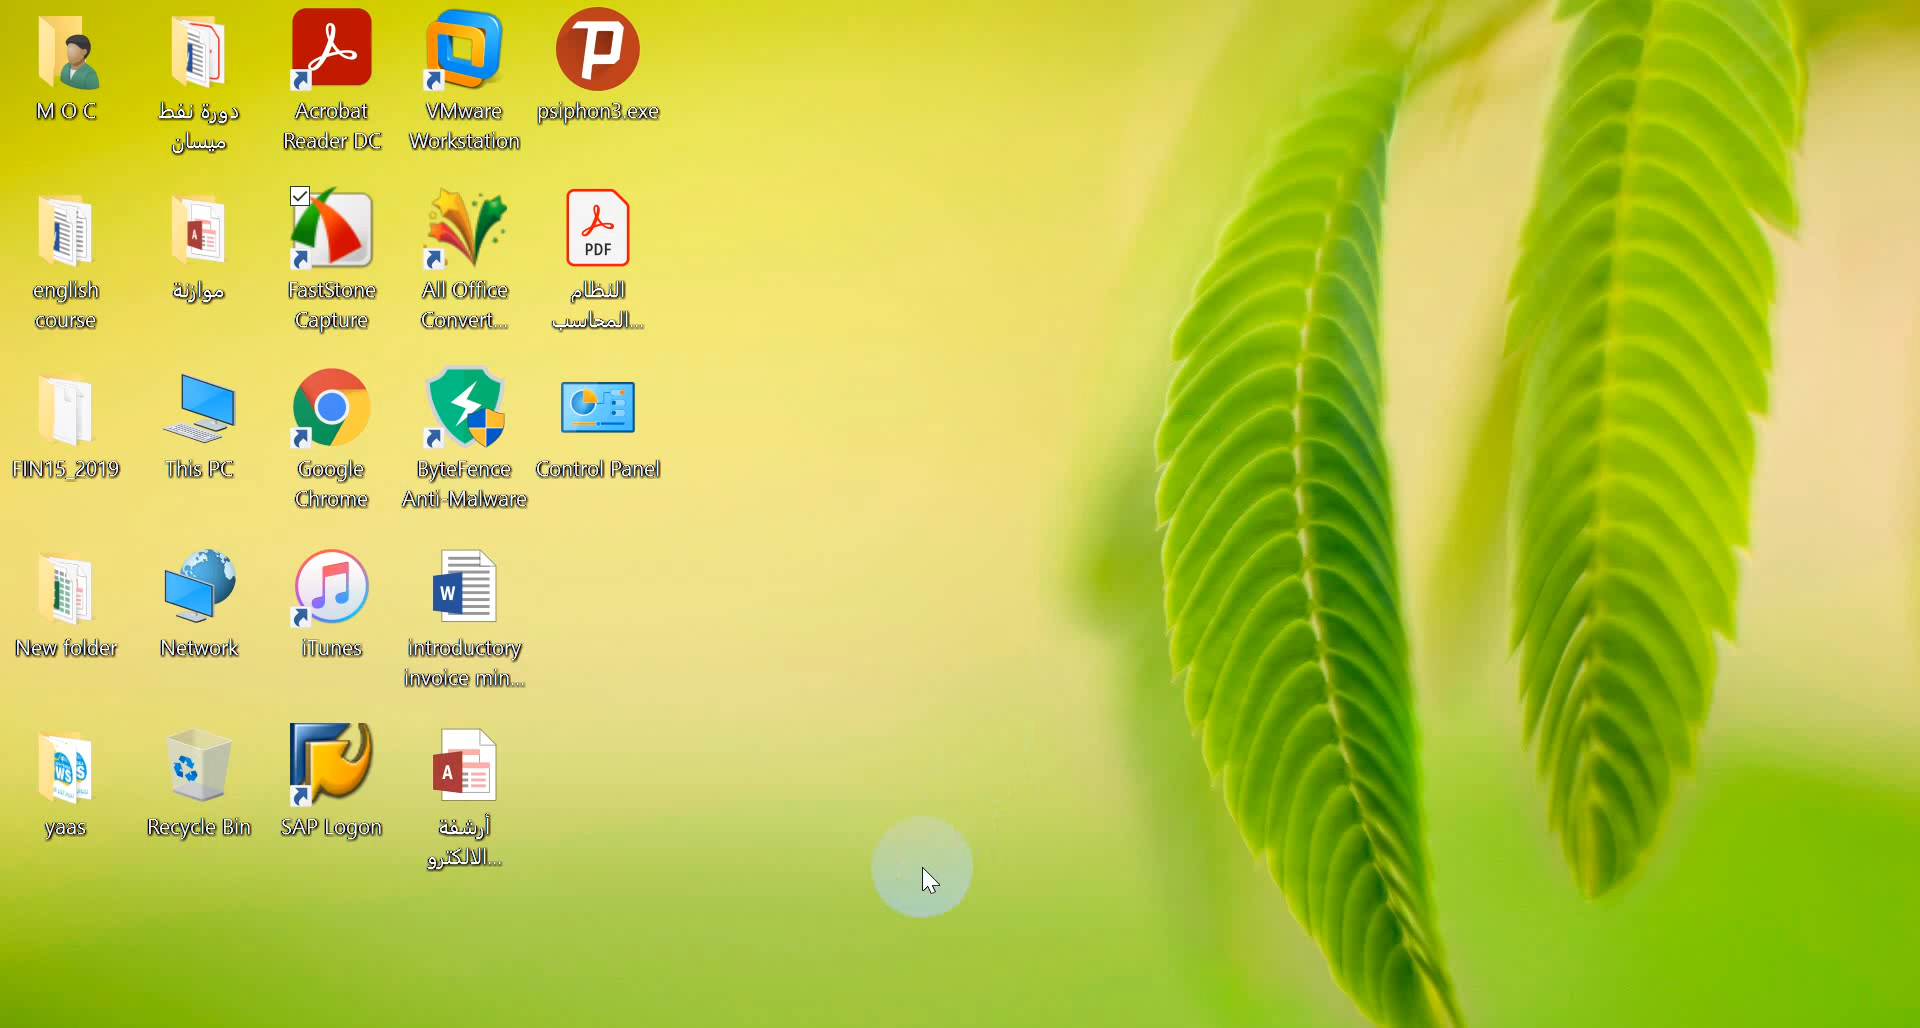 M O C
دورة نفط
ميسان
Acrobat
Reader DC
VMware
Workstation
psiphon3.exe
english
course
موازنة
FastStone
Capture
All Office
Convert...
PDF
النظام
المحاسب...
FIIN15_2019
This PC
Google
Chrome
ByteFence
Anti-Malware
Control Panel
New folder
Network
iTunes
W
introductory
invoice min...
yaas
Recycle Bin
SAP Logon
A
أرشفة
الالكترو...